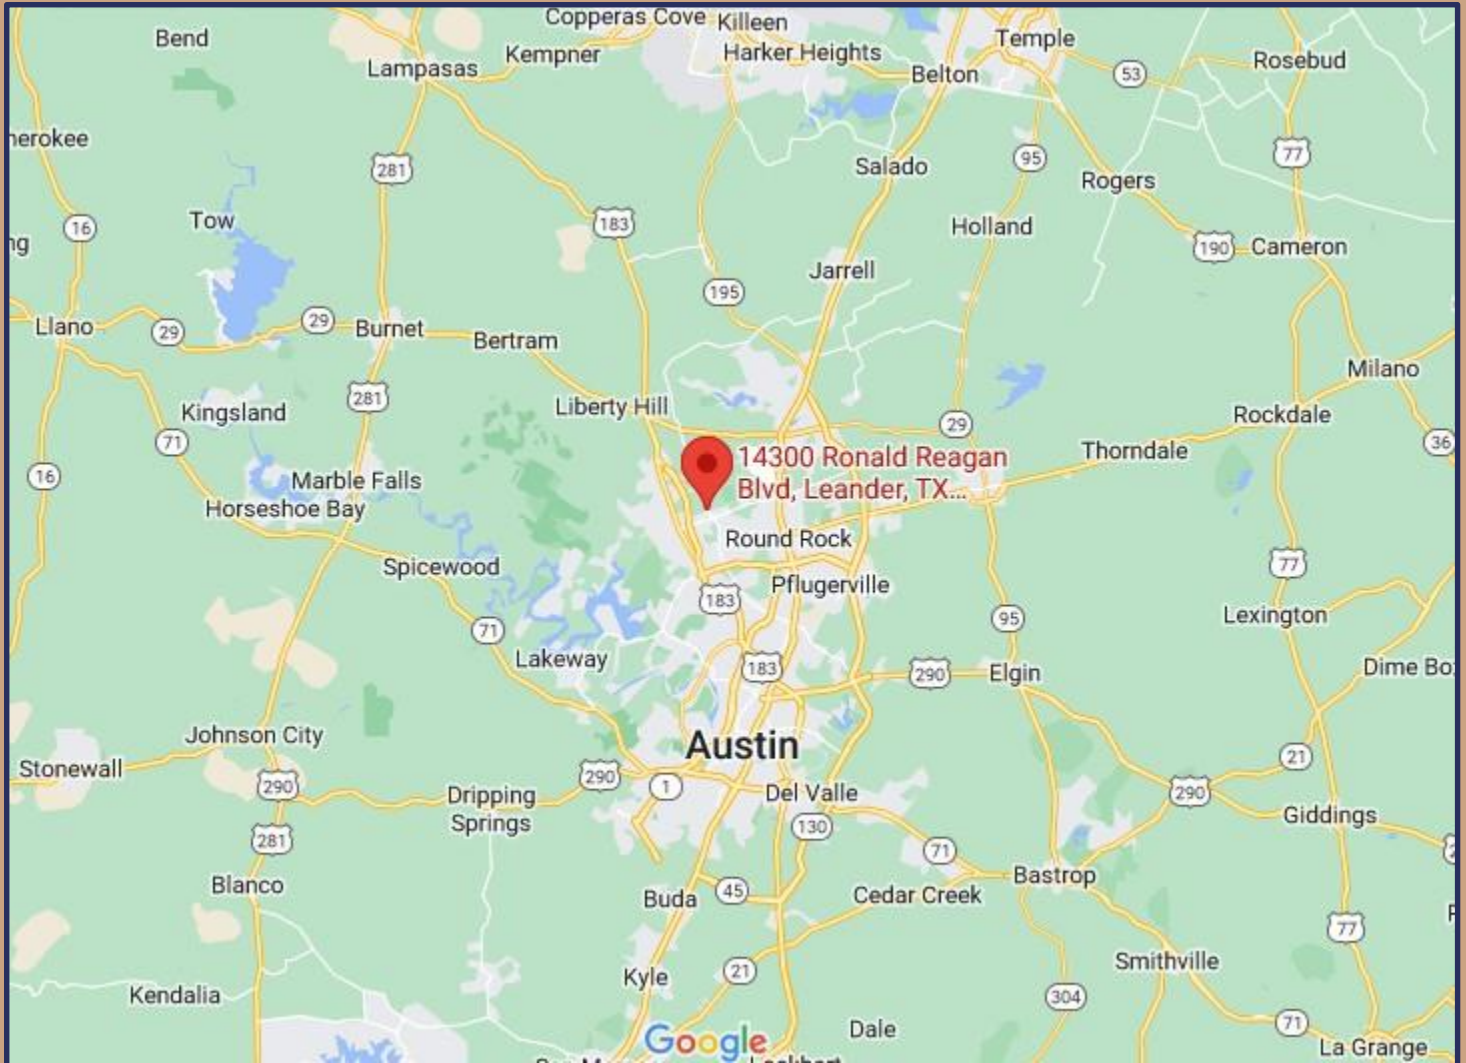 Copperas Cove
Killeen
Temple
Bend
Kempner
Harker Heights
Rosebud
Lampasas
Belton
53
herokee
281
Salado
95
77
Rogers
16
Tow
183
Holland
ng
190
Cameron
Jarrell
195
Llano
29
29
Burnet
Bertram
Milano
281
Kingsland
Liberty Hill
29
Rockdale
71
36
14300 Ronald Reagan
Blvd, Leander, TX...
Thorndale
16
Marble Falls
Horseshoe Bay
Round Rock
Spicewood
77
Pflugerville
183
95
Lexington
71
Lakeway
183
290
Elgin
Dime Bo
Johnson City
Austin
Stonewall
21
290
290
1
Del Valle
290
Dripping
Springs
Giddings
281
130
71
Blanco
Bastrop
Buda
45
Cedar Creek
77
Kyle
21
Smithville
Kendalia
304
71
Google
Dale
La Grange